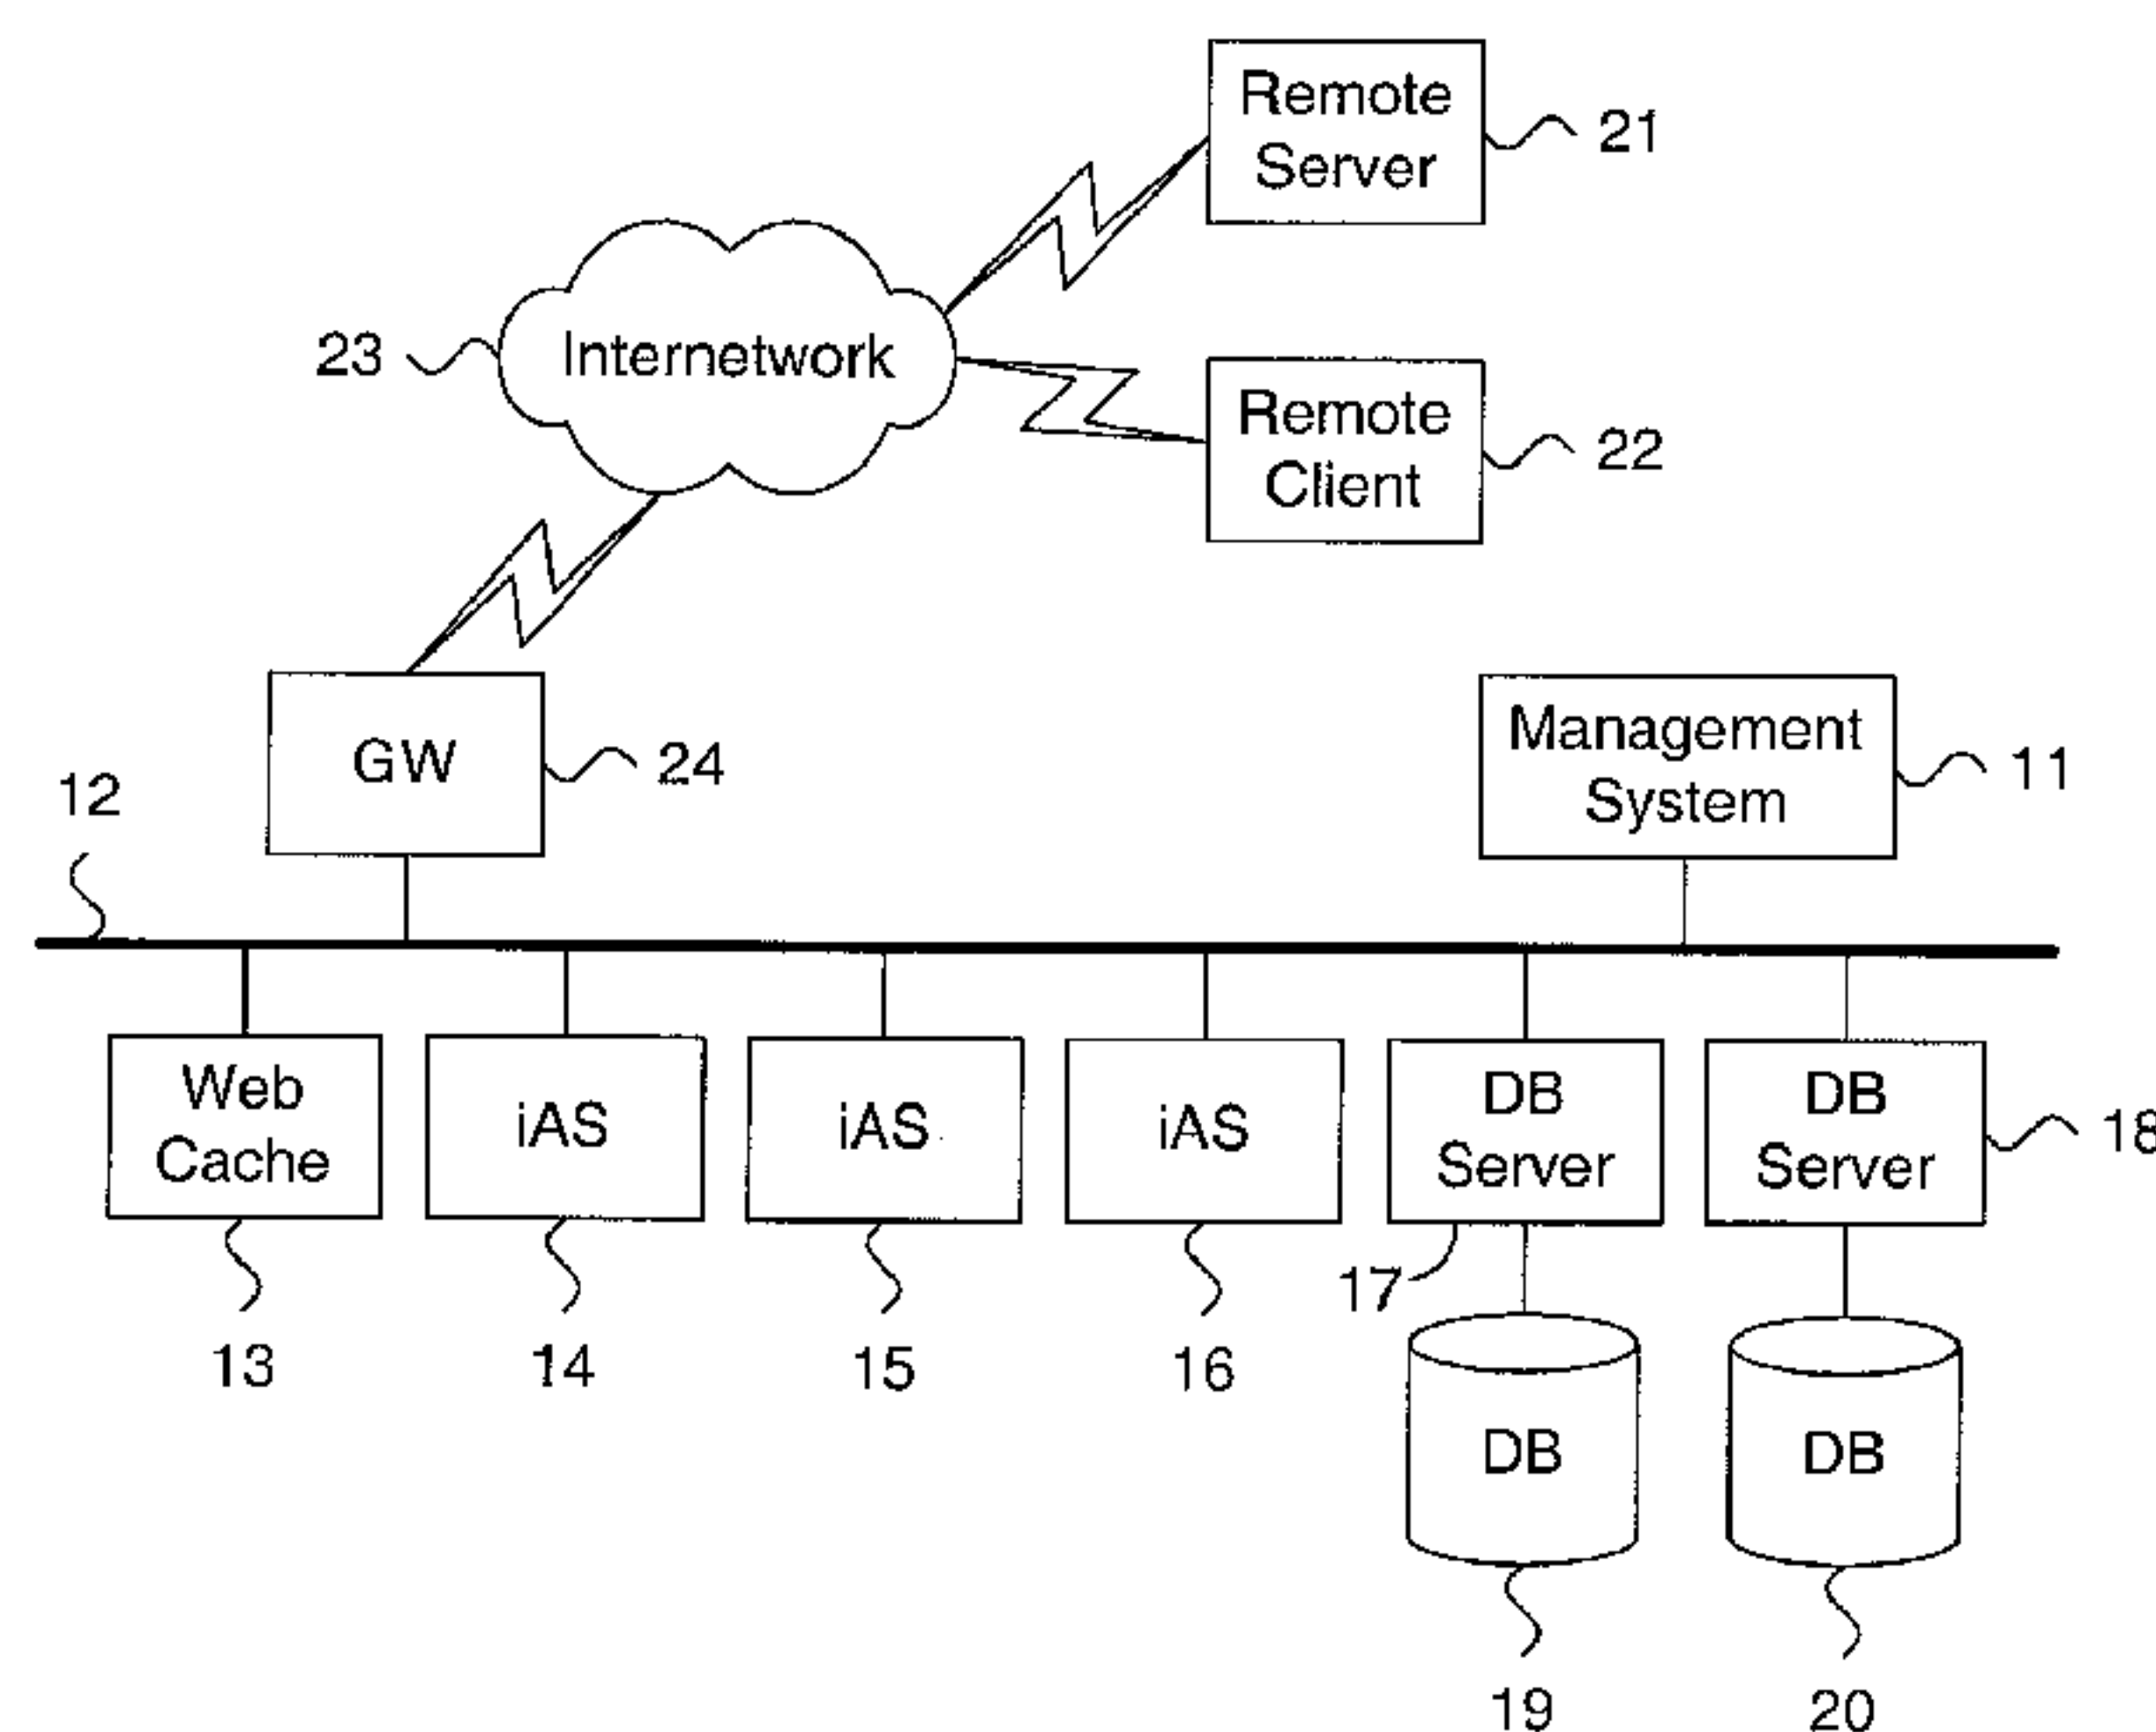 Remote
Server
21
23
Internetwork
Remote
Client
22
GW
24
Management
System
11
12
Web
Cache
iAS
iAS
iAS
DB
Server
DB
Server
18
17
13
14
15
16
DB
DB
19
20